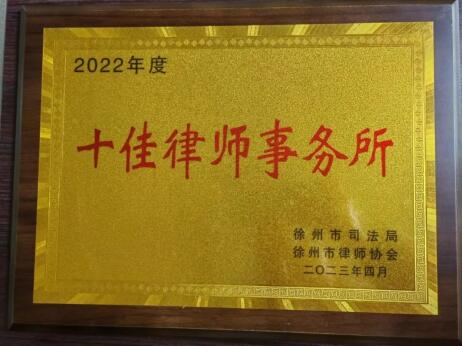 2022年度
十佳律师事务所
徐州市司法局
徐州市律师协会
二〇二三年四月